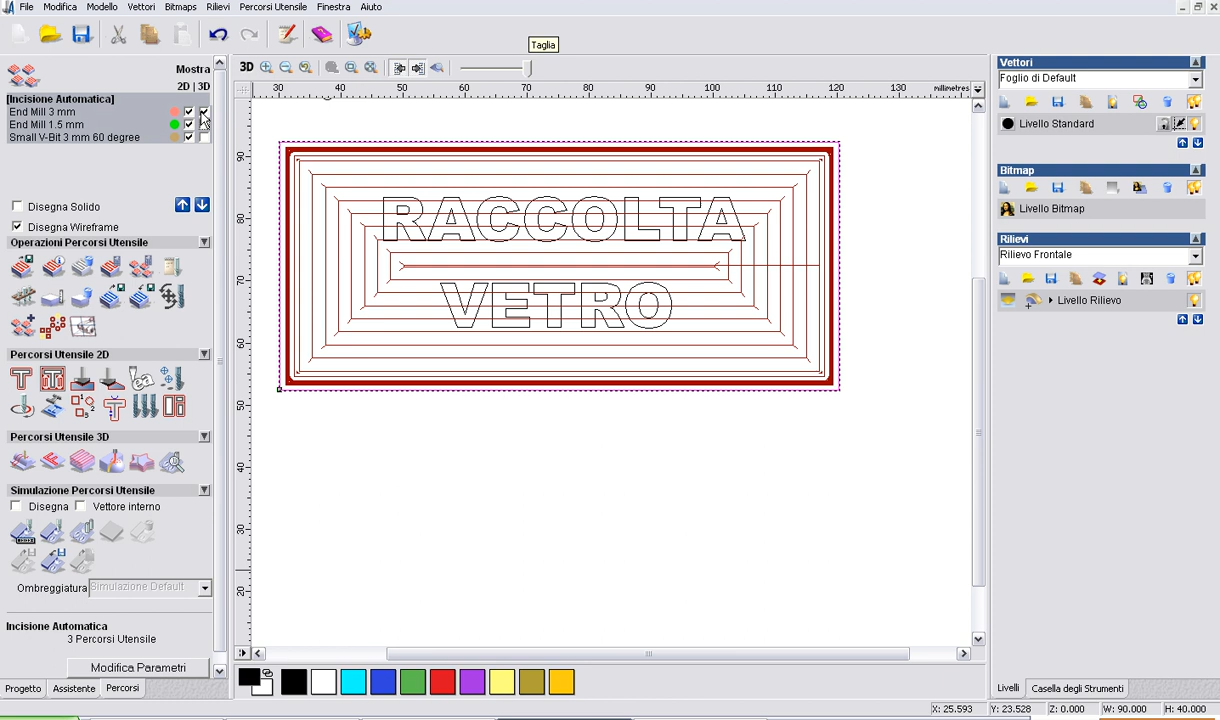 File Modifica Modello Vettori Bitmaps Rilievi Percorsi Utensile Finestra Aiuto
Taglia
Mostra
2D | 3D
[Incisione Automatica]
End Mill 3 mm
End Mill 1.5 mm
Small V-Bit 3 mm 60 degree
Disegna Solido
Disegna Wireframe
Operazioni Percorsi Utensile
Percorsi Utensile 2D
Percorsi Utensile 3D
Simulazione Percorsi Utensile
Disegna Vettore interno
Ombreggiatura Simulazione Default
Incisione Automatica
3 Percorsi Utensile
Modifica Parametri
Progetto Assistente Percorsi
3D
30 40 50 60 70 80 90 100 110 120 130 millimetres
90
80
70
60
50
40
30
20
RACCOLTA
VETRO
Vettori
Foglio di Default
Livello Standard
Bitmap
Livello Bitmap
Rilievi
Rilievo Frontale
Livello Rilievo
Livelli Casella degli Strumenti
X: 25.593 Y: 23.528 Z: 0.000 W: 90.000 H: 40.000